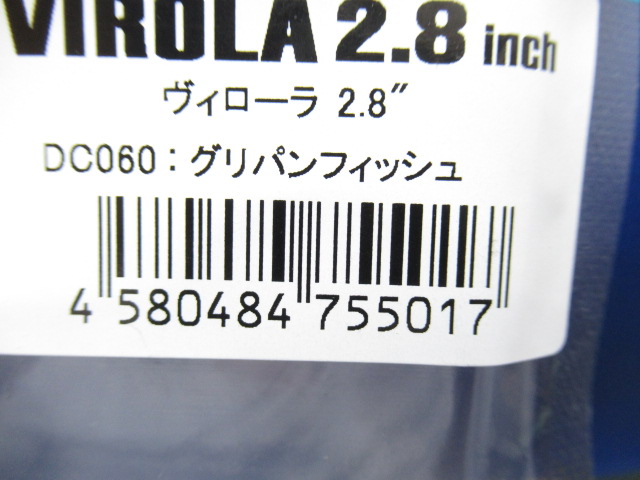 VIROLA 2.8 inch
ヴィローラ 2.8″
DC060：グリパンフィッシュ
4 580484 755017